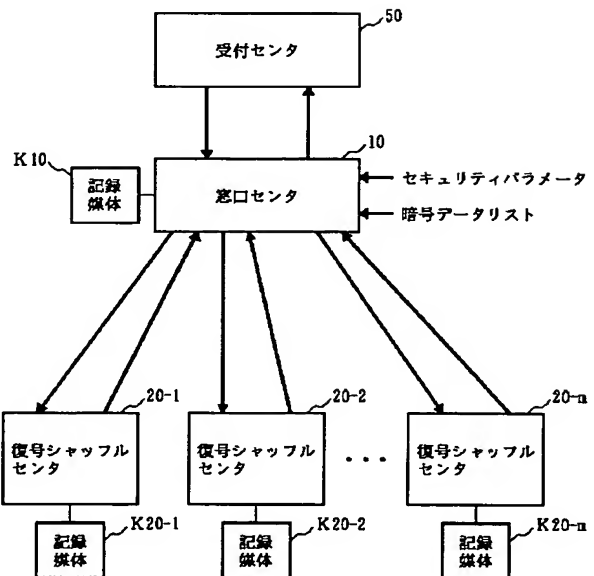 50
受付センタ
K10
10
記録
媒体
窓口センタ
セキュリティパラメータ
暗号データリスト
20-1
20-2
20-n
復号シャッフル
センタ
復号シャッフル
センタ
・・・
復号シャッフル
センタ
K20-1
K20-2
K20-n
記録
媒体
記録
媒体
記録
媒体